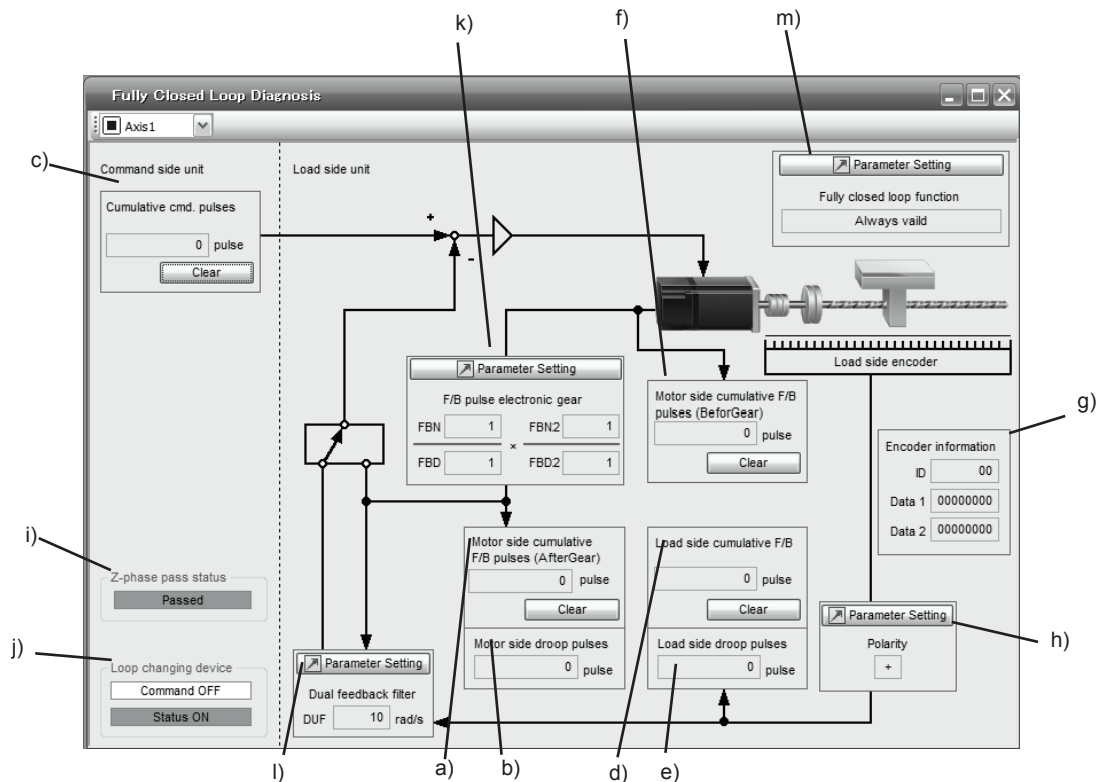 k)
f)
m)
Fully Closed Loop Diagnosis
Axis1
c)
Command side unit
Load side unit
Parameter Setting
Fully closed loop function
Always vaild
Cumulative cmd. pulses
0 pulse
Clear
+
-
Parameter Setting
F/B pulse electronic gear
FBN 1 FBN2 1
×
FBD 1 FBD2 1
Motor side cumulative F/B
pulses (BeforGear)
0 pulse
Clear
Load side encoder
g)
Encoder information
ID 00
Data 1 00000000
Data 2 00000000
i)
Z-phase pass status
Passed
Motor side cumulative
F/B pulses (AfterGear)
0 pulse
Clear
Motor side droop pulses
0 pulse
Load side cumulative F/B
0 pulse
Clear
Load side droop pulses
0 pulse
Parameter Setting
Polarity
+
h)
j)
Loop changing device
Command OFF
Status ON
Parameter Setting
Dual feedback filter
DUF 10 rad/s
l)
a)
b)
d)
e)